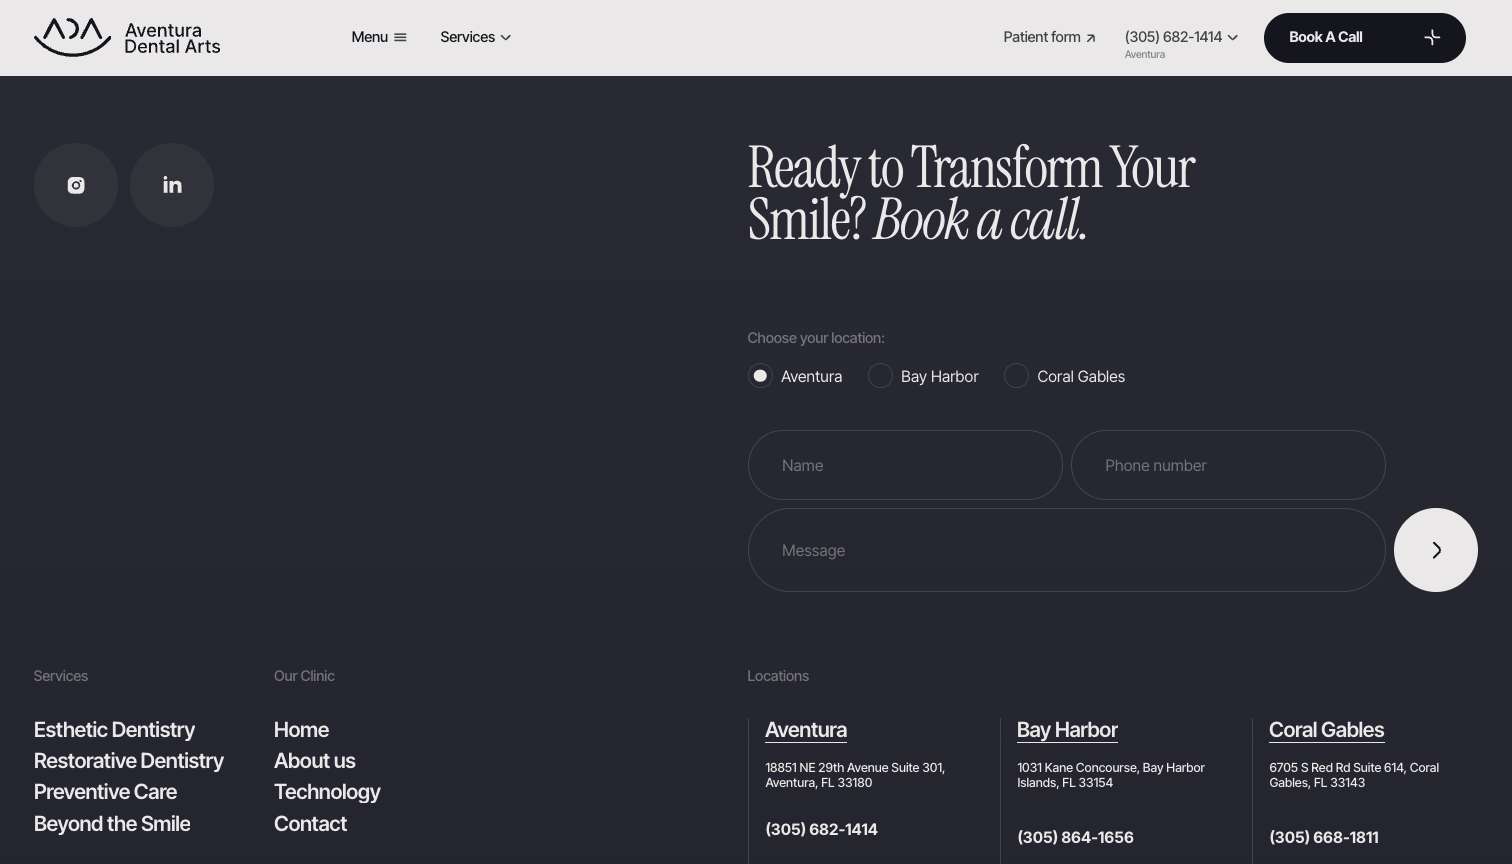 ADA
Aventura
Dental Arts
Menu
Services
Patient form
(305) 682-1414
Aventura
Book A Call
in
Ready to Transform Your
Smile? Book a call.
Choose your location:
Aventura
Bay Harbor
Coral Gables
Name
Phone number
Message
Services
Esthetic Dentistry
Restorative Dentistry
Preventive Care
Beyond the Smile
Our Clinic
Home
About us
Technology
Contact
Locations
Aventura
18851 NE 29th Avenue Suite 301,
Aventura, FL 33180
(305) 682-1414
Bay Harbor
1031 Kane Concourse, Bay Harbor
Islands, FL 33154
(305) 864-1656
Coral Gables
6705 S Red Rd Suite 614, Coral
Gables, FL 33143
(305) 668-1811